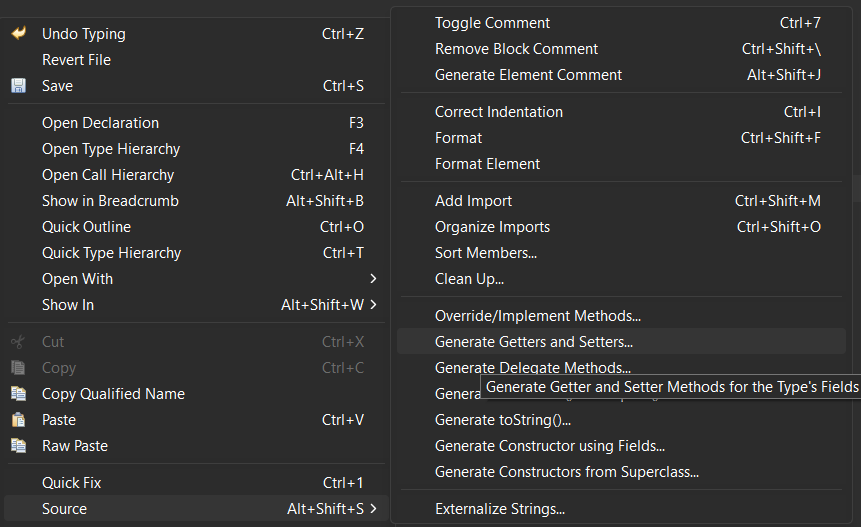 Undo Typing Ctrl+Z
Revert File
Save Ctrl+S
Open Declaration F3
Open Type Hierarchy F4
Open Call Hierarchy Ctrl+Alt+H
Show in Breadcrumb Alt+Shift+B
Quick Outline Ctrl+O
Quick Type Hierarchy Ctrl+T
Open With
Show In Alt+Shift+W
Cut Ctrl+X
Copy Ctrl+C
Copy Qualified Name
Paste Ctrl+V
Raw Paste
Quick Fix Ctrl+1
Source Alt+Shift+S
Toggle Comment Ctrl+7
Remove Block Comment Ctrl+Shift+\
Generate Element Comment Alt+Shift+J
Correct Indentation Ctrl+I
Format Ctrl+Shift+F
Format Element
Add Import Ctrl+Shift+M
Organize Imports Ctrl+Shift+O
Sort Members...
Clean Up...
Override/Implement Methods...
Generate Getters and Setters...
Generate Delegate Methods...
Generate Getter and Setter Methods for the Type's Fields
Genera
Generate toString()...
Generate Constructor using Fields...
Generate Constructors from Superclass...
Externalize Strings...